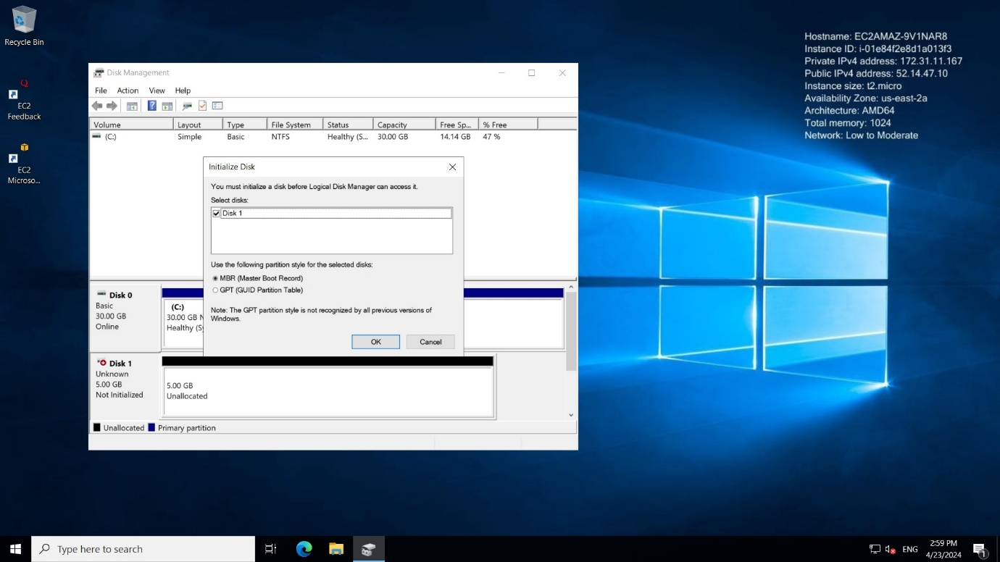 Recycle Bin
EC2
Feedback
EC2
Microso...
Hostname: EC2AMAZ-9V1NAR8
Instance ID: i-01e84f2e8d1a013f3
Private IPv4 address: 172.31.11.167
Public IPv4 address: 52.14.47.10
Instance size: t2.micro
Availability Zone: us-east-2a
Architecture: AMD64
Total memory: 1024
Network: Low to Moderate
Disk Management
File Action View Help
Volume Layout Type File System Status Capacity Free Sp... % Free
(C:) Simple Basic NTFS Healthy (S... 30.00 GB 14.14 GB 47 %
Initialize Disk
You must initialize a disk before Logical Disk Manager can access it.
Select disks:
Disk 1
Use the following partition style for the selected disks:
MBR (Master Boot Record)
GPT (GUID Partition Table)
Note: The GPT partition style is not recognized by all previous versions of
Windows.
OK Cancel
Disk 0
Basic
30.00 GB
Online
(C:)
30.00 GB N
Healthy (Sy
Disk 1
Unknown
5.00 GB
Not Initialized
5.00 GB
Unallocated
Unallocated Primary partition
Type here to search
ENG
2:59 PM
4/23/2024
1